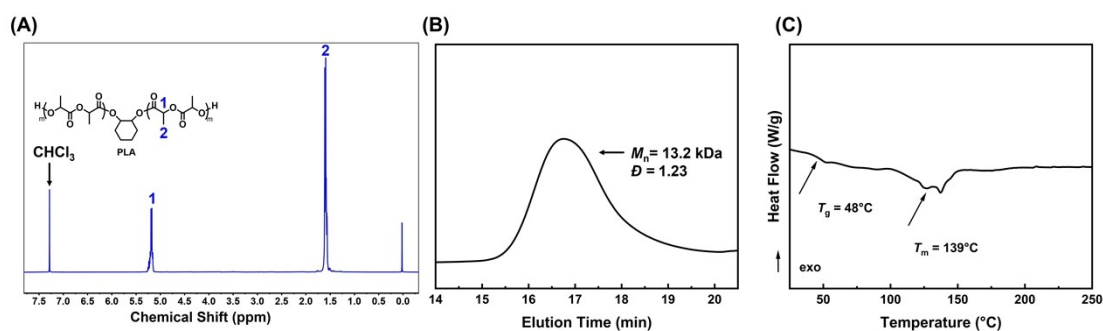 (A)
2
H
O
O
O
O
O
m
O
O
O
1
O
O
O
O
H
m
2
PLA
CHCl3
1
7.5 7.0 6.5 6.0 5.5 5.0 4.5 4.0 3.5 3.0 2.5 2.0 1.5 1.0 0.5 0.0
Chemical Shift (ppm)
(B)
Mn= 13.2 kDa
Đ = 1.23
14 15 16 17 18 19 20
Elution Time (min)
(C)
Heat Flow (W/g)
Tg = 48°C
Tm = 139°C
exo
50 100 150 200 250
Temperature (°C)